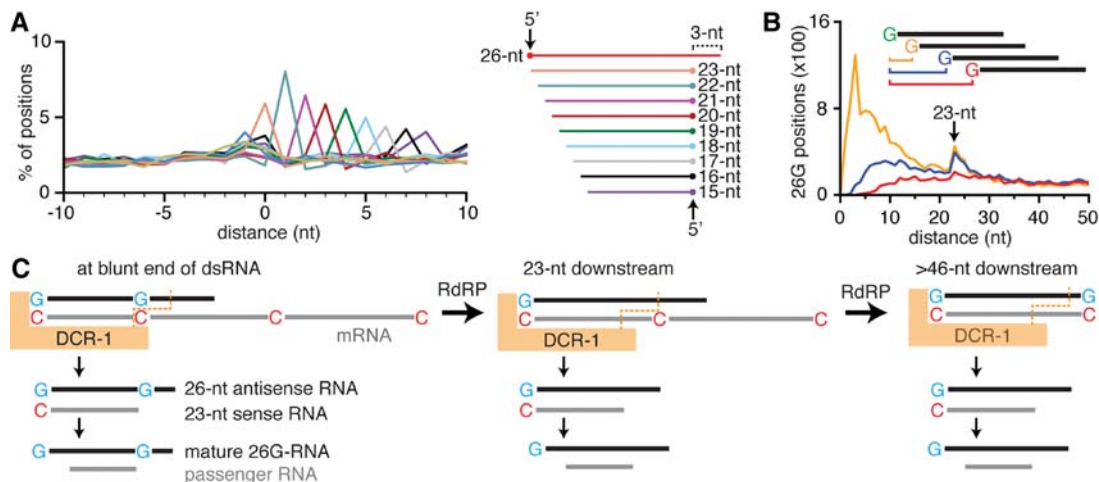 A
10
5
0
% of positions
-10
-5
0
5
10
distance (nt)
5'
3-nt
26-nt
23-nt
22-nt
21-nt
20-nt
19-nt
18-nt
17-nt
16-nt
15-nt
5'
B
16
8
0
26G positions (x100)
G
G
G
G
23-nt
0
10
20
30
40
50
distance (nt)
C
at blunt end of dsRNA
G G
C C C C
mRNA
DCR-1
G G 26-nt antisense RNA
C 23-nt sense RNA
G G mature 26G-RNA
passenger RNA
RdRP
23-nt downstream
G
C C C
DCR-1
G
C
G
RdRP
>46-nt downstream
G G
C C
DCR-1
G
C
G